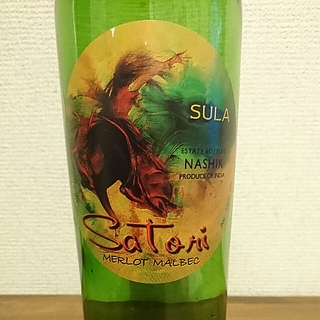 SULA
ESTATE BOTTLED
NASHIK
PRODUCE OF INDIA
Satori
MERLOT MALBEC